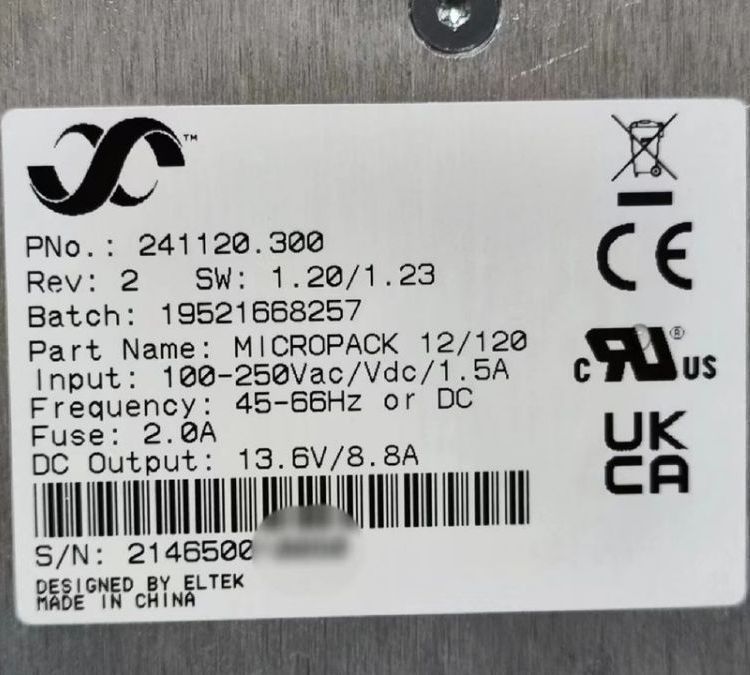 ™
PNo.: 241120.300
Rev: 2 SW: 1.20/1.23
Batch: 19521668257
Part Name: MICROPACK 12/120
Input: 100-250Vac/Vdc/1.5A
Frequency: 45-66Hz or DC
Fuse: 2.0A
DC Output: 13.6V/8.8A
S/N: 2146500
DESIGNED BY ELTEK
MADE IN CHINA
CE
C RU ® US
UK
CA